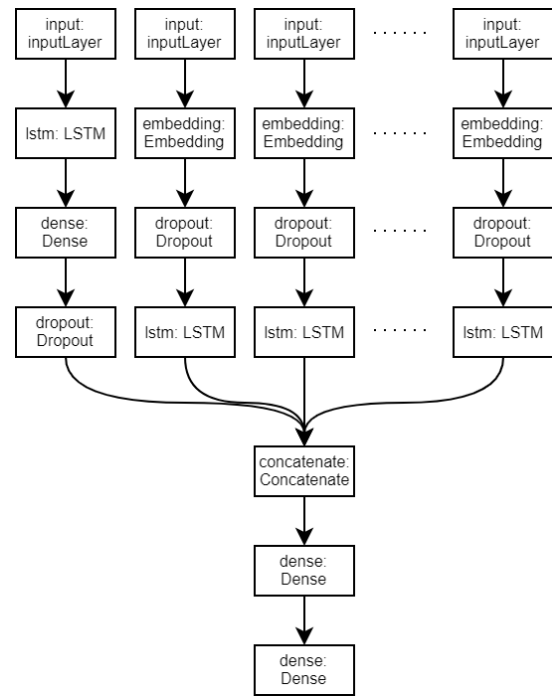 input:
inputLayer
input:
inputLayer
input:
inputLayer
. . . . . .
input:
inputLayer
lstm: LSTM
embedding:
Embedding
embedding:
Embedding
. . . . . .
embedding:
Embedding
dense:
Dense
dropout:
Dropout
dropout:
Dropout
. . . . . .
dropout:
Dropout
dropout:
Dropout
lstm: LSTM
lstm: LSTM
. . . . . .
lstm: LSTM
concatenate:
Concatenate
dense:
Dense
dense:
Dense